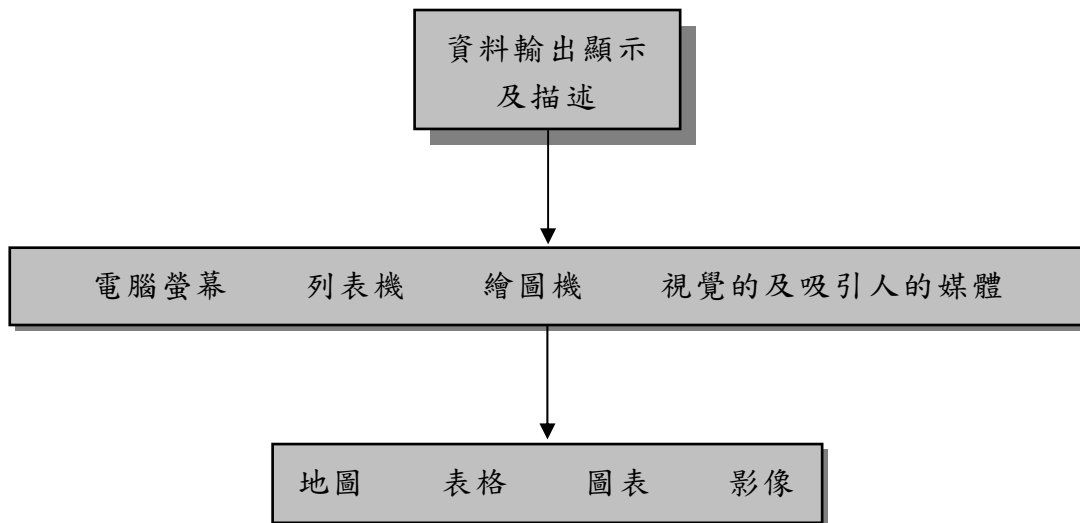 資料輸出顯示
及描述
電腦螢幕 列表機 繪圖機 視覺的及吸引人的媒體
地圖 表格 圖表 影像